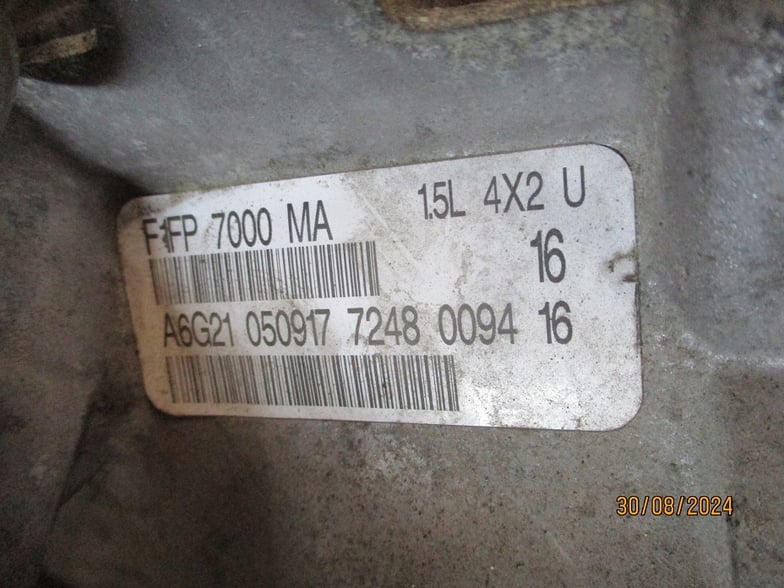 F1FP 7000 MA 1.5L 4X2 U
16
A6G21 050917 7248 0094 16
30/08/2024